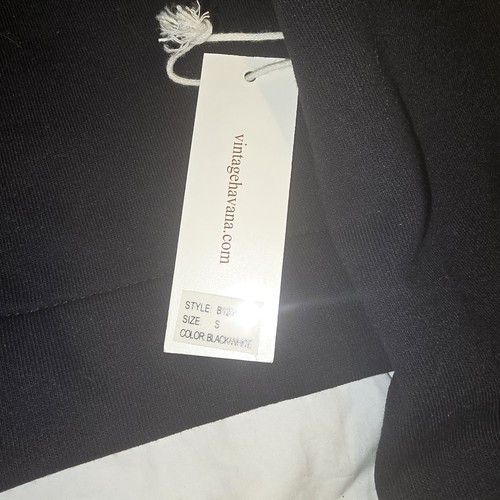 vintagehavana.com
STYLE:
SIZE: S
COLOR:BLACK/WHITE